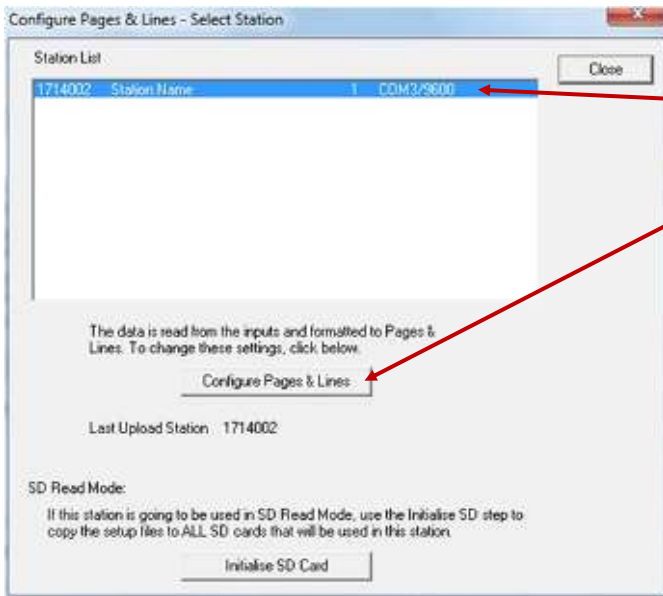 Configure Pages & Lines - Select Station
Station List
Close
1714002 Station Name 1 COM3/9600
The data is read from the inputs and formatted to Pages &
Lines. To change these settings, click below.
Configure Pages & Lines
Last Upload Station 1714002
SD Read Mode:
If this station is going to be used in SD Read Mode, use the Initialise SD step to
copy the setup files to ALL SD cards that will be used in this station
Initialise SD Card